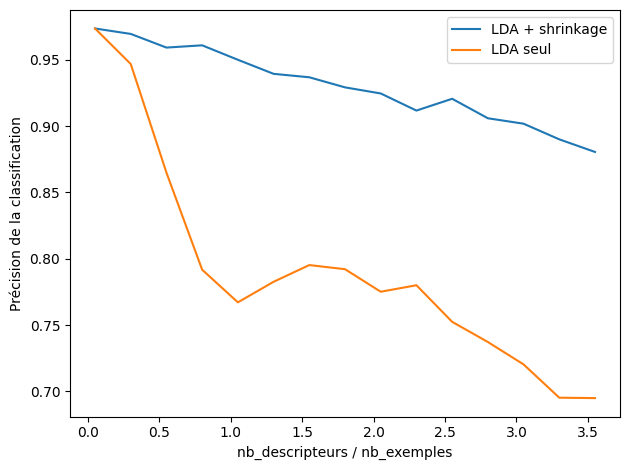 LDA + shrinkage
LDA seul
Précision de la classification
0.95
0.90
0.85
0.80
0.75
0.70
0.0 0.5 1.0 1.5 2.0 2.5 3.0 3.5
nb_descripteurs / nb_exemples